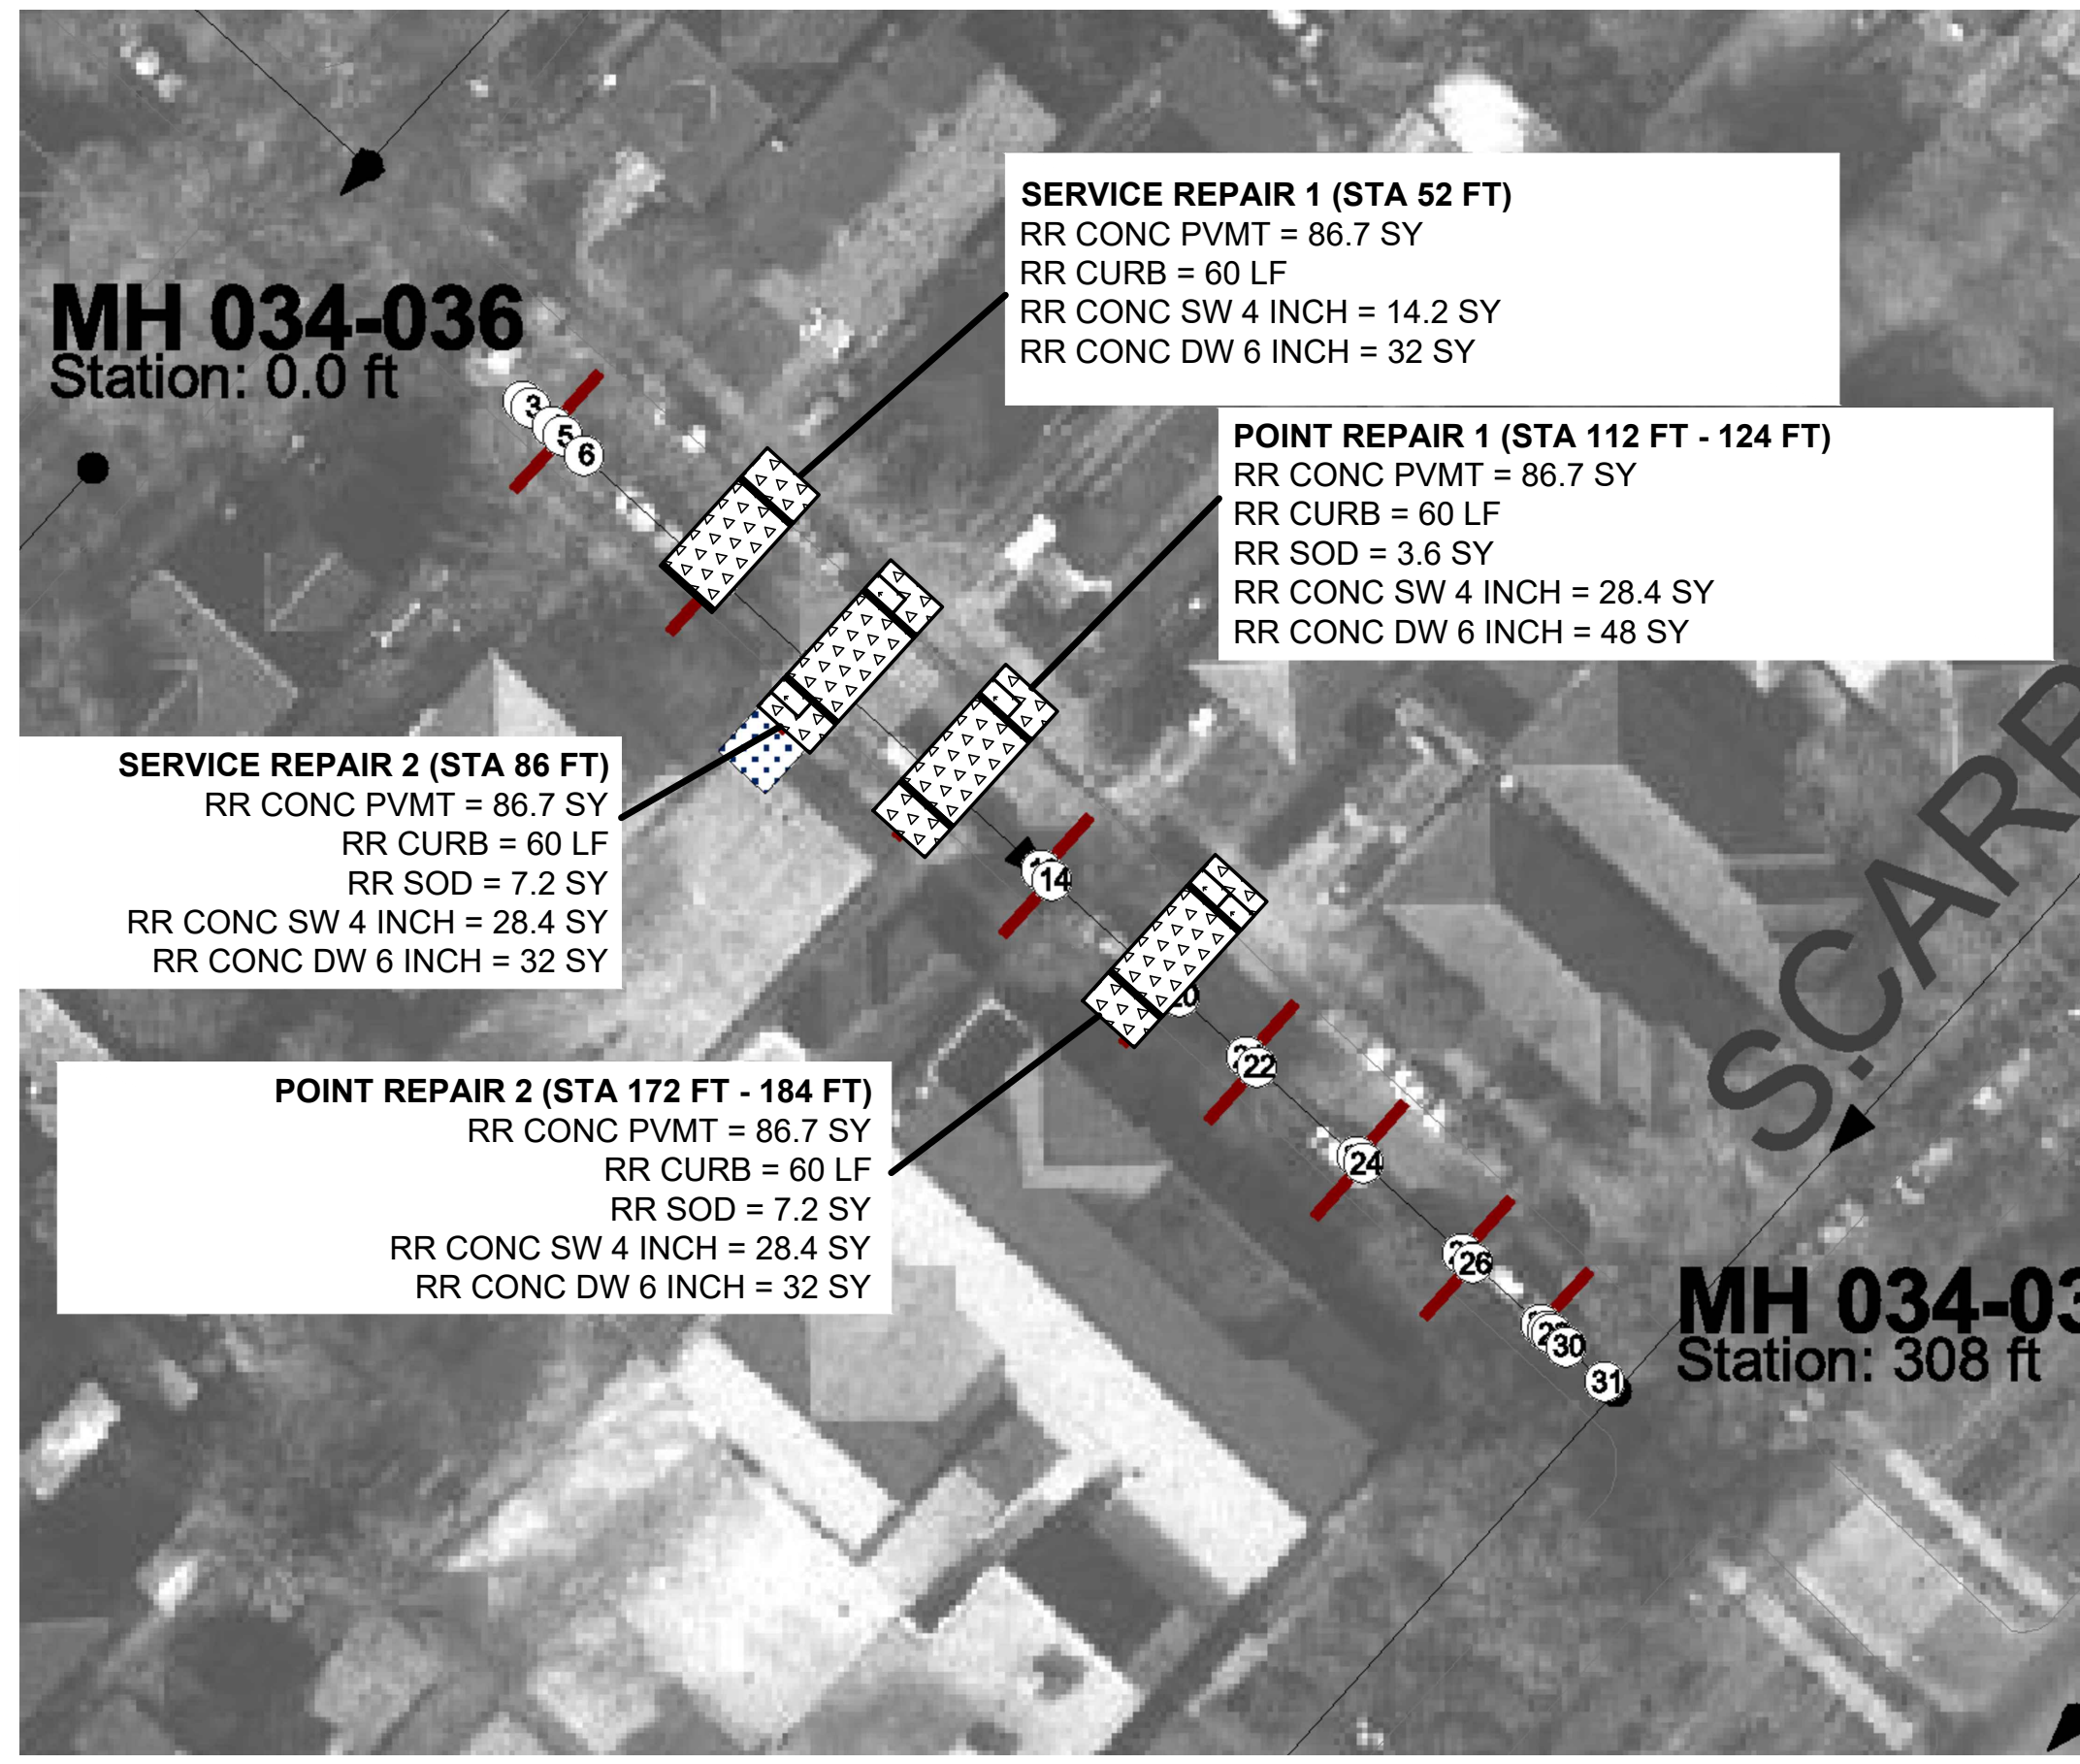 SERVICE REPAIR 1 (STA 52 FT)
RR CONC PVMT = 86.7 SY
RR CURB = 60 LF
RR CONC SW 4 INCH = 14.2 SY
RR CONC DW 6 INCH = 32 SY
MH 034-036
Station: 0.0 ft
3
5
6
POINT REPAIR 1 (STA 112 FT - 124 FT)
RR CONC PVMT = 86.7 SY
RR CURB = 60 LF
RR SOD = 3.6 SY
RR CONC SW 4 INCH = 28.4 SY
RR CONC DW 6 INCH = 48 SY
SERVICE REPAIR 2 (STA 86 FT)
RR CONC PVMT = 86.7 SY
RR CURB = 60 LF
RR SOD = 7.2 SY
RR CONC SW 4 INCH = 28.4 SY
RR CONC DW 6 INCH = 32 SY
14
22
24
26
30
31
POINT REPAIR 2 (STA 172 FT - 184 FT)
RR CONC PVMT = 86.7 SY
RR CURB = 60 LF
RR SOD = 7.2 SY
RR CONC SW 4 INCH = 28.4 SY
RR CONC DW 6 INCH = 32 SY
S.CARR
MH 034-03
Station: 308 ft